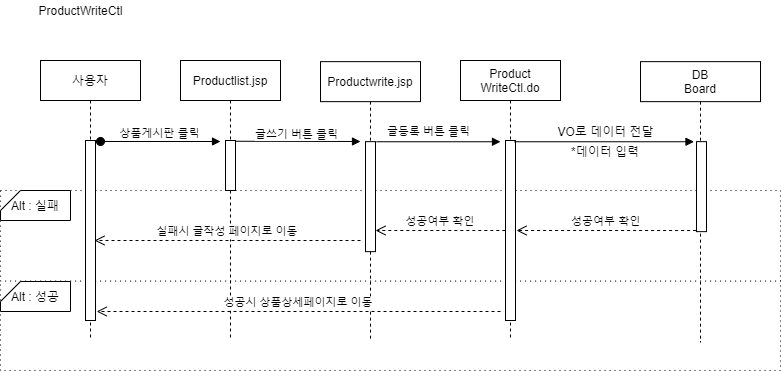 ProductWriteCtl
사용자
Productlist.jsp
Productwrite.jsp
Product
WriteCtl.do
DB
Board
상품게시판 클릭
글쓰기 버튼 클릭
글등록 버튼 클릭
VO로 데이터 전달
*데이터 입력
Alt : 실패
성공여부 확인
성공여부 확인
실패시 글작성 페이지로 이동
Alt : 성공
성공시 상품상세페이지로 이동